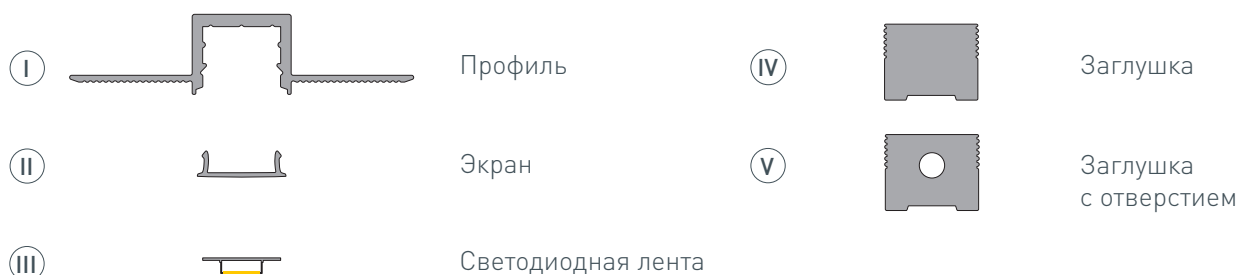 I
Профиль
IV
Заглушка
II
Экран
V
Заглушка
с отверстием
III
Светодиодная лента